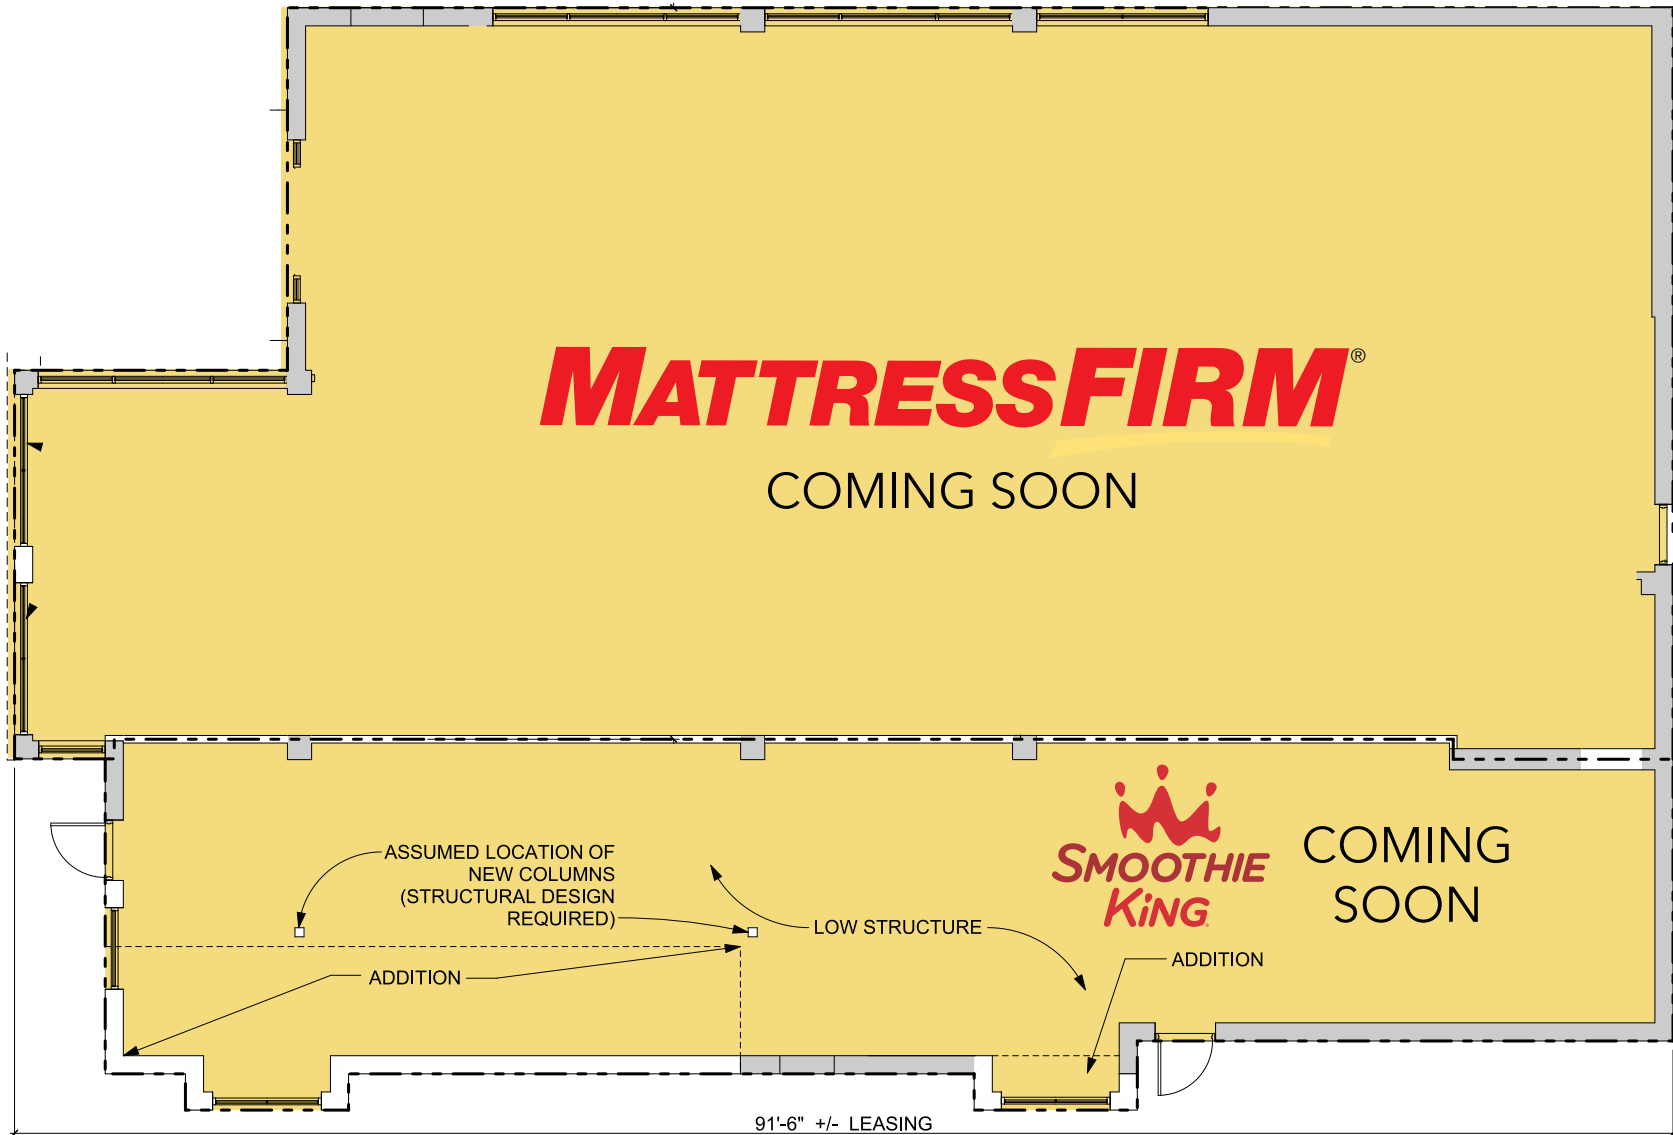 MATTRESSFIRM®
COMING SOON
SMOOTHIE
KiNG
COMING
SOON
ASSUMED LOCATION OF
NEW COLUMNS
(STRUCTURAL DESIGN
REQUIRED)
LOW STRUCTURE
ADDITION
ADDITION
91'-6" +/- LEASING